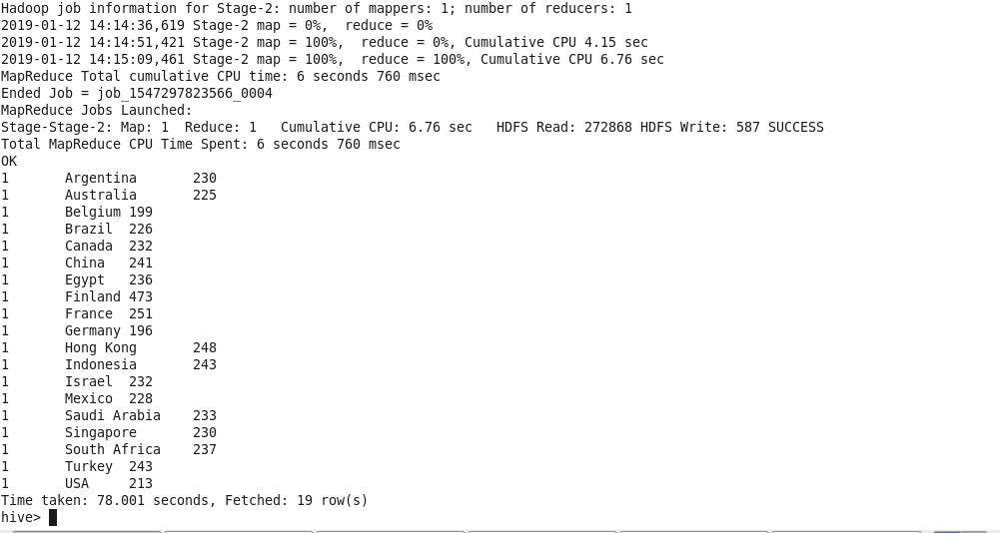 Hadoop job information for Stage-2: number of mappers: 1; number of reducers: 1
2019-01-12 14:14:36,619 Stage-2 map = 0%,  reduce = 0%
2019-01-12 14:14:51,421 Stage-2 map = 100%,  reduce = 0%, Cumulative CPU 4.15 sec
2019-01-12 14:15:09,461 Stage-2 map = 100%,  reduce = 100%, Cumulative CPU 6.76 sec
MapReduce Total cumulative CPU time: 6 seconds 760 msec
Ended Job = job_1547297823566_0004
MapReduce Jobs Launched:
Stage-Stage-2: Map: 1  Reduce: 1   Cumulative CPU: 6.76 sec   HDFS Read: 272868 HDFS Write: 587 SUCCESS
Total MapReduce CPU Time Spent: 6 seconds 760 msec
OK
1       Argentina       230
1       Australia       225
1       Belgium 199
1       Brazil  226
1       Canada  232
1       China   241
1       Egypt   236
1       Finland 473
1       France  251
1       Germany 196
1       Hong Kong       248
1       Indonesia       243
1       Israel  232
1       Mexico  228
1       Saudi Arabia    233
1       Singapore       230
1       South Africa    237
1       Turkey  243
1       USA     213
Time taken: 78.001 seconds, Fetched: 19 row(s)
hive>